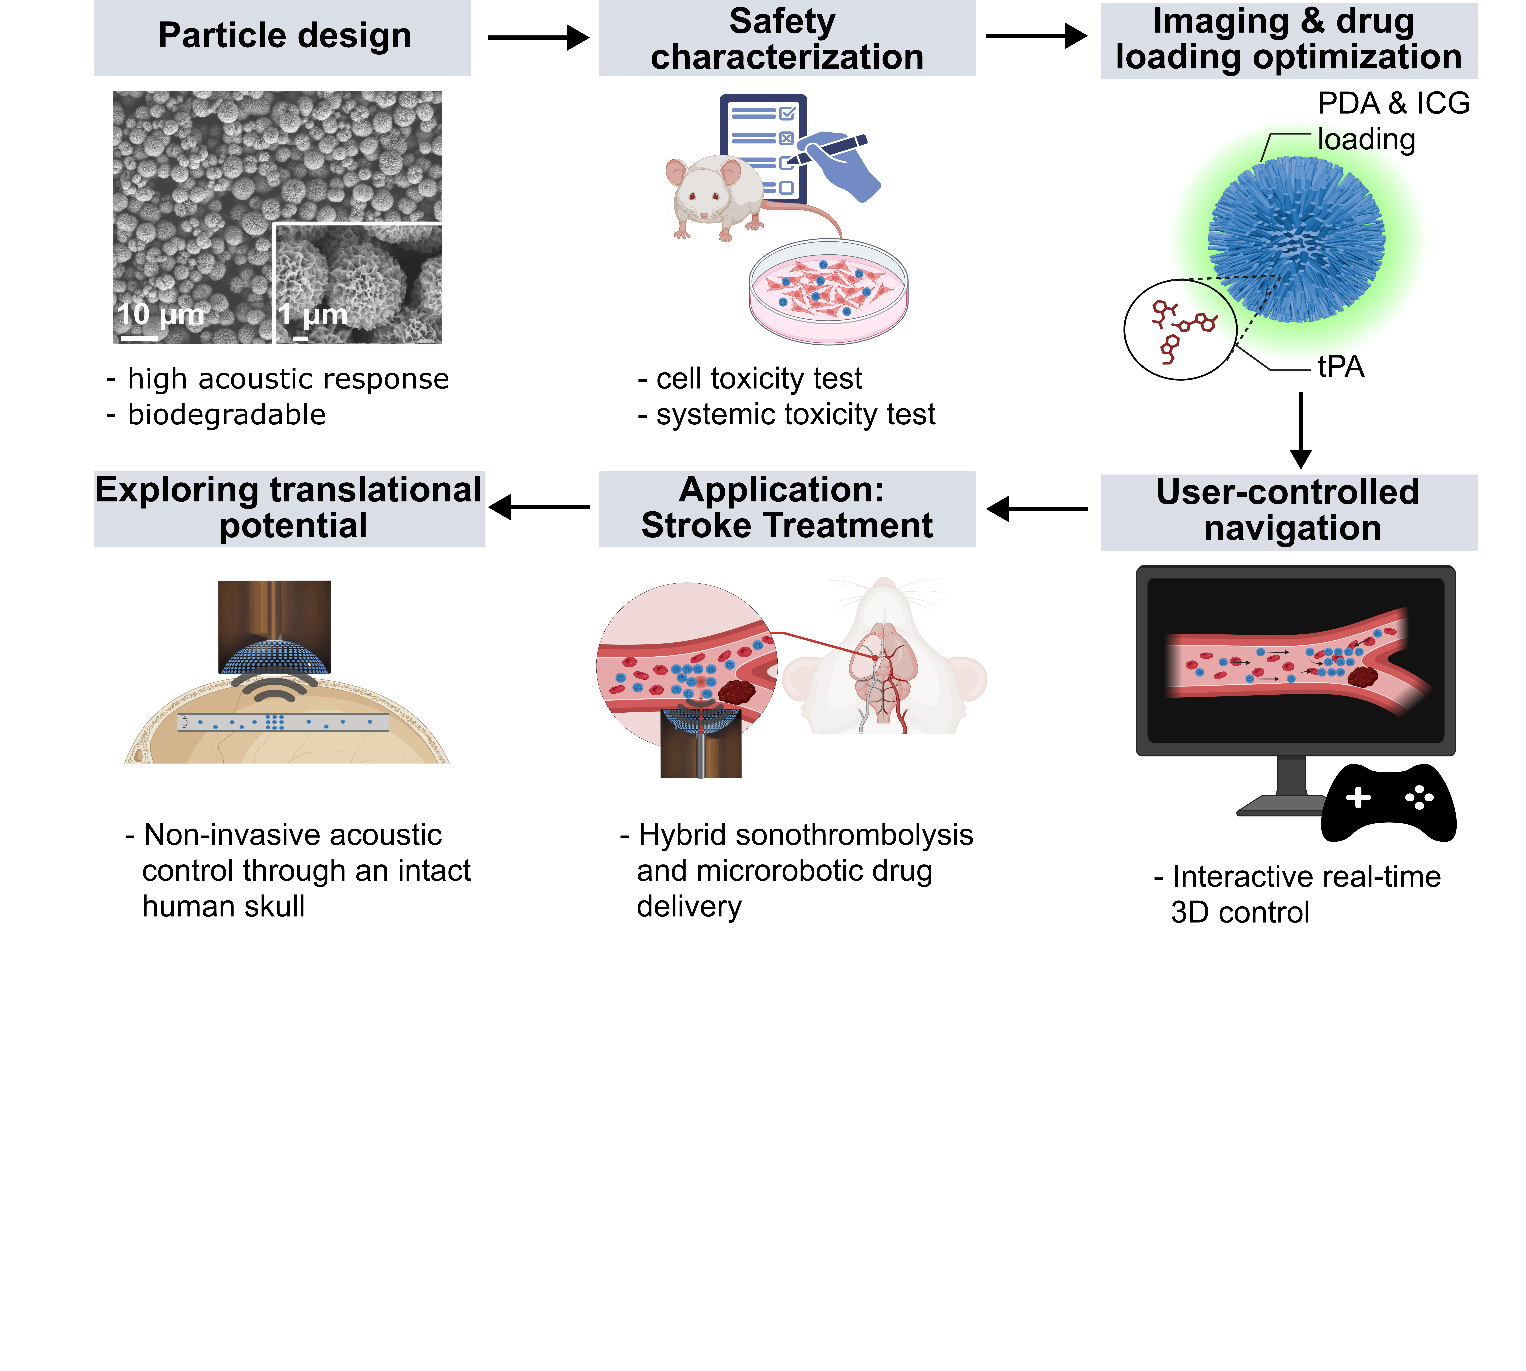 Particle design
Safety
characterization
Imaging & drug
loading optimization
10 µm
1 µm
PDA & ICG
loading
tPA
- high acoustic response
- biodegradable
- cell toxicity test
- systemic toxicity test
Exploring translational
potential
Application:
Stroke Treatment
User-controlled
navigation
- Non-invasive acoustic
control through an intact
human skull
- Hybrid sonothrombolysis
and microrobotic drug
delivery
- Interactive real-time
3D control